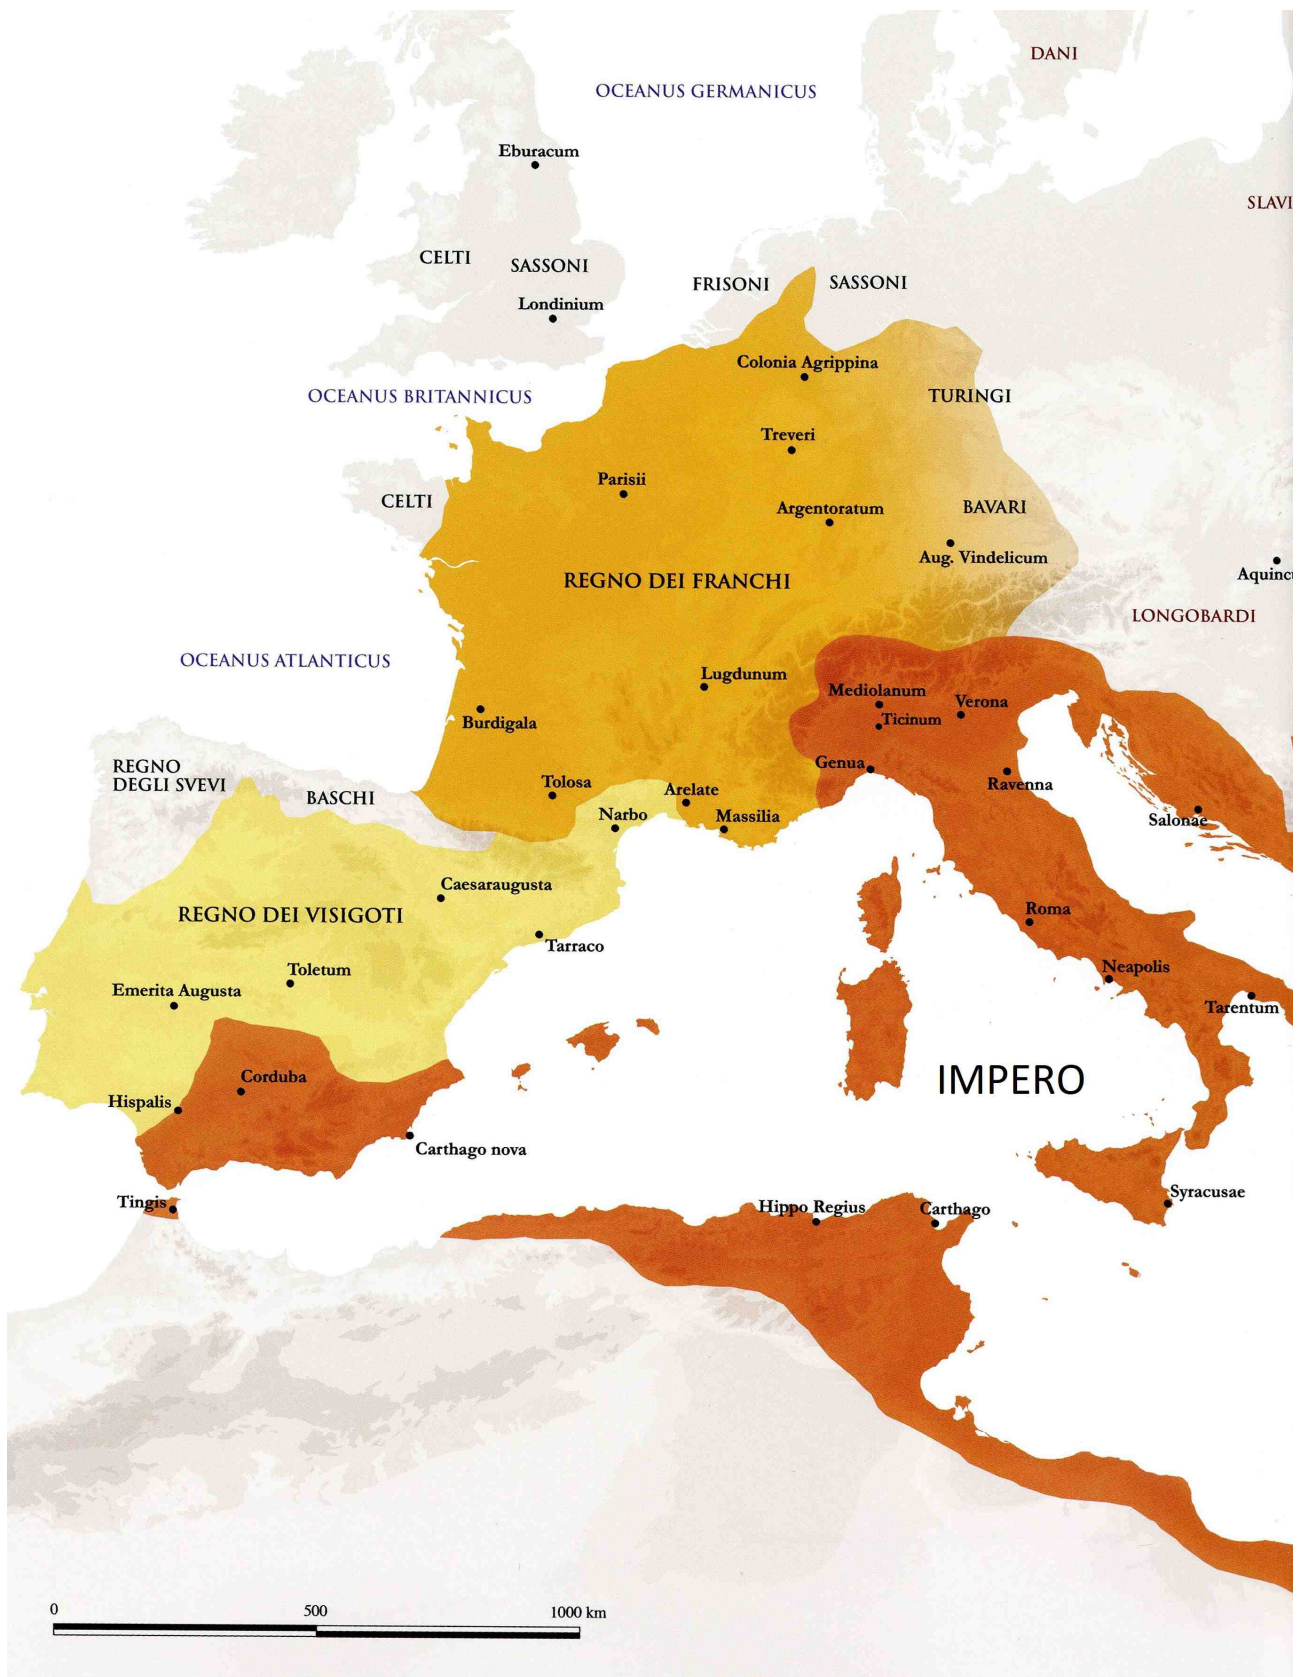 DANI
OCEANUS GERMANICUS
Eburacum
SLAVI
CELTI
SASSONI
FRISONI
SASSONI
Londinium
Colonia Agrippina
OCEANUS BRITANNICUS
TURINGI
Treveri
Parisii
CELTI
Argentoratum
BAVARI
Aug. Vindelicum
Aquincu
REGNO DEI FRANCHI
LONGOBARDI
OCEANUS ATLANTICUS
Lugdunum
Mediolanum
Verona
Ticinum
Burdigala
Genua
REGNO
DEGLI SVEVI
BASCHI
Tolosa
Arelate
Ravenna
Narbo
Massilia
Salonae
Caesaraugusta
REGNO DEI VISIGOTI
Roma
Tarraco
Toletum
Neapolis
Emerita Augusta
Tarentum
IMPERO
Corduba
Hispalis
Carthago nova
Syracusae
Tingis
Hippo Regius
Carthago
0 500 1000 km